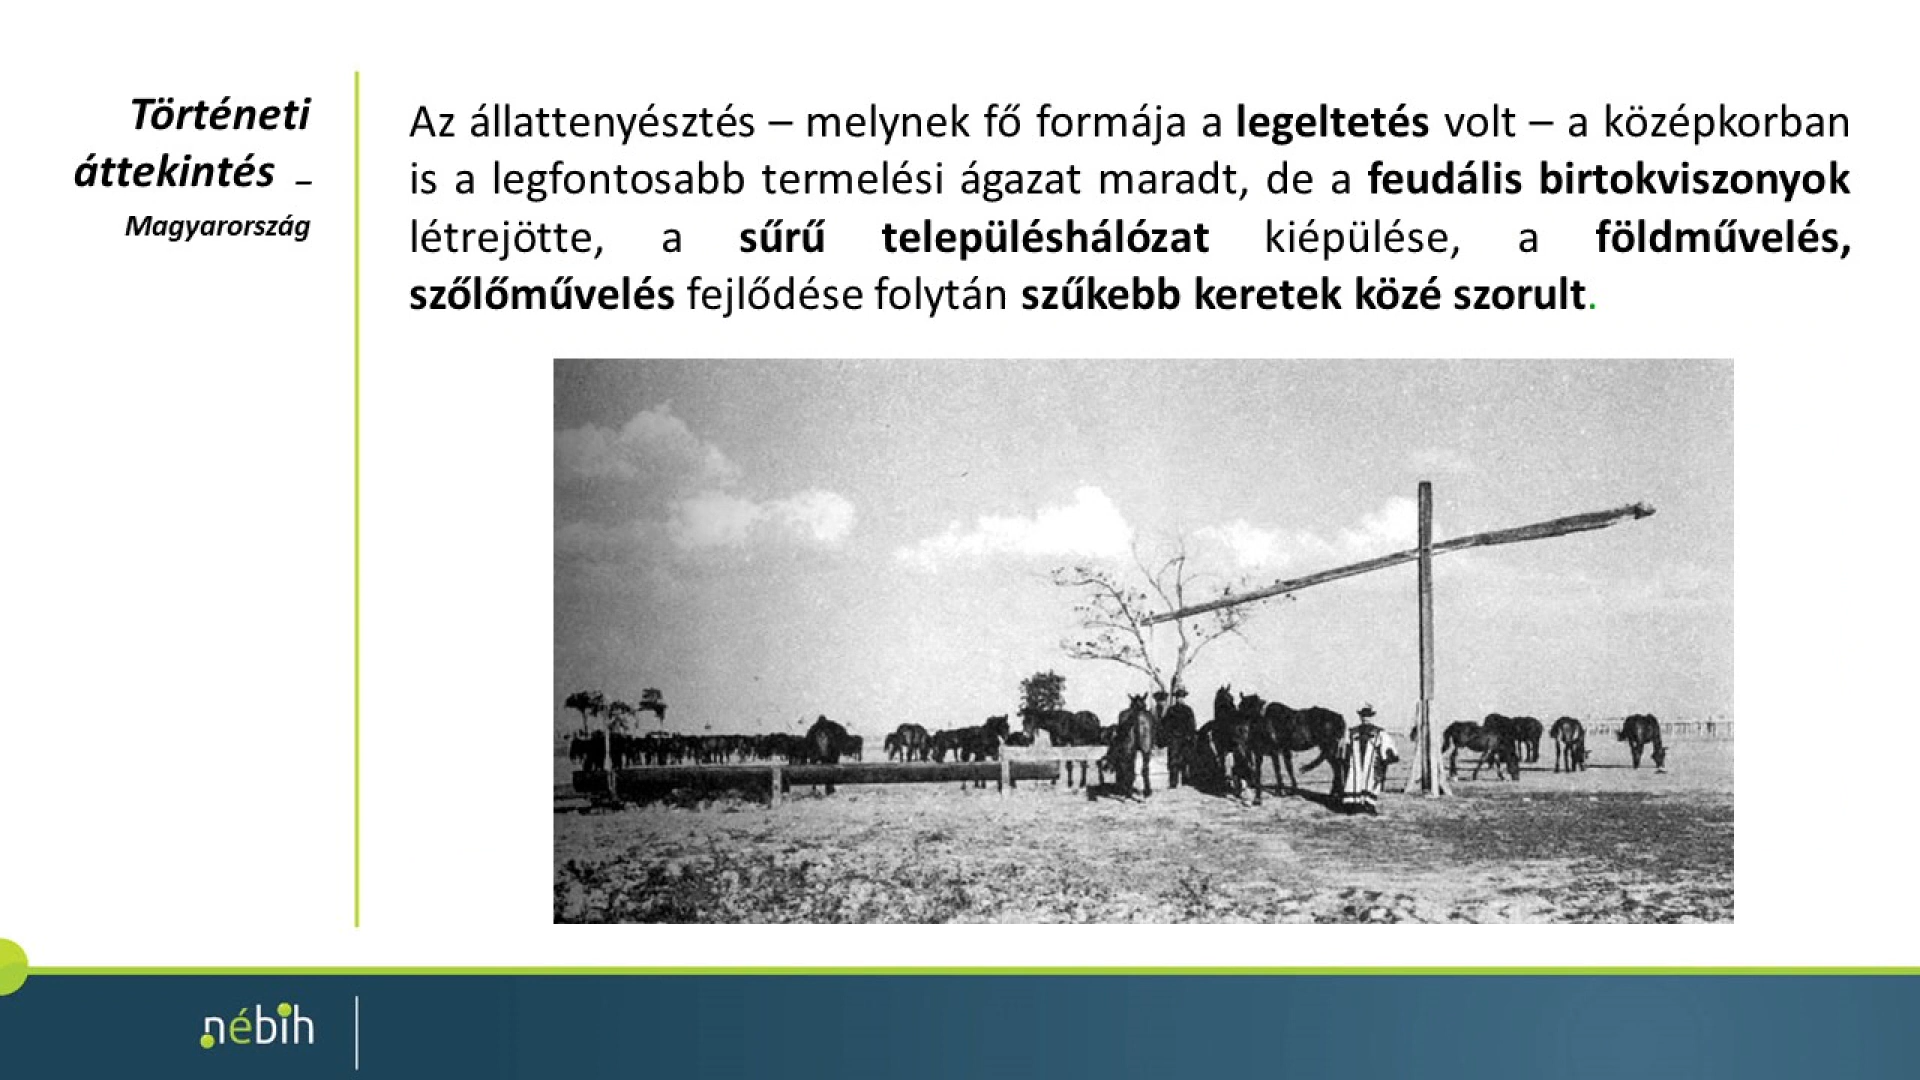 Történeti
áttekintés –
Magyarország
Az állattenyésztés – melynek fő formája a legeltetés volt – a középkorban
is a legfontosabb termelési ágazat maradt, de a feudális birtokviszonyok
létrejötte, a sűrű településhálózat kiépülése, a földművelés,
szőlőművelés fejlődése folytán szűkebb keretek közé szorult.
nébih